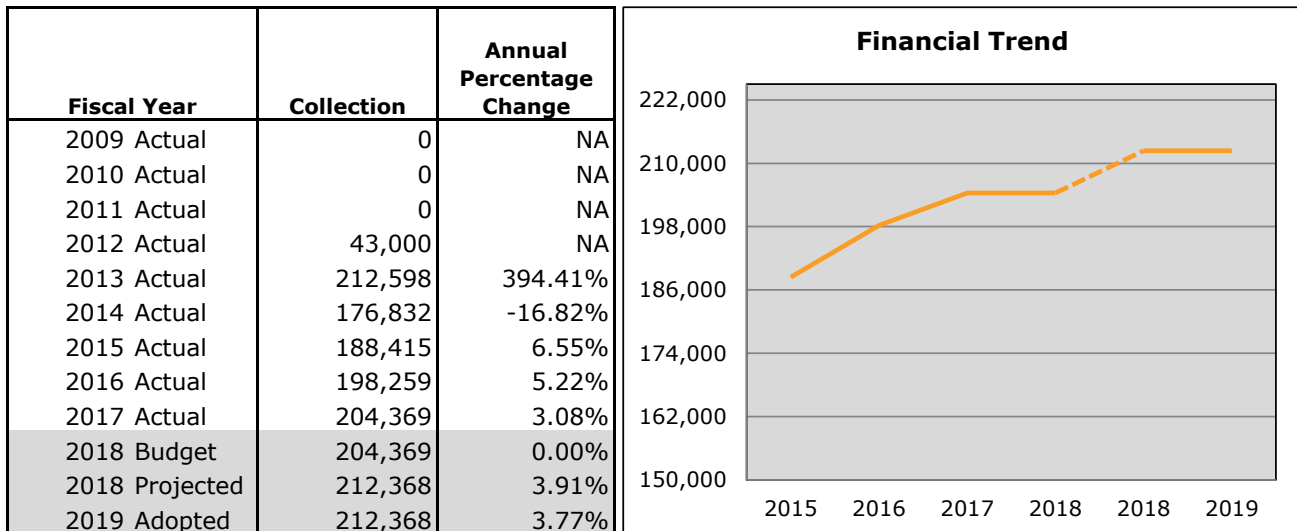 Fiscal Year Collection Annual Percentage Change
2009 Actual 0 NA
2010 Actual 0 NA
2011 Actual 0 NA
2012 Actual 43,000 NA
2013 Actual 212,598 394.41%
2014 Actual 176,832 -16.82%
2015 Actual 188,415 6.55%
2016 Actual 198,259 5.22%
2017 Actual 204,369 3.08%
2018 Budget 204,369 0.00%
2018 Projected 212,368 3.91%
2019 Adopted 212,368 3.77%
Financial Trend
222,000
210,000
198,000
186,000
174,000
162,000
150,000
2015 2016 2017 2018 2018 2019